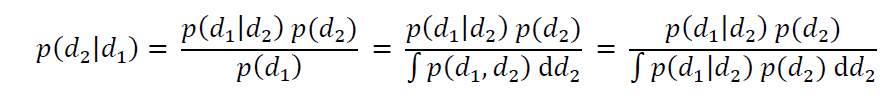 p(d₂|d₁) = p(d₁|d₂) p(d₂) / p(d₁) = p(d₁|d₂) p(d₂) / ∫ p(d₁, d₂) dd₂ = p(d₁|d₂) p(d₂) / ∫ p(d₁|d₂) p(d₂) dd₂